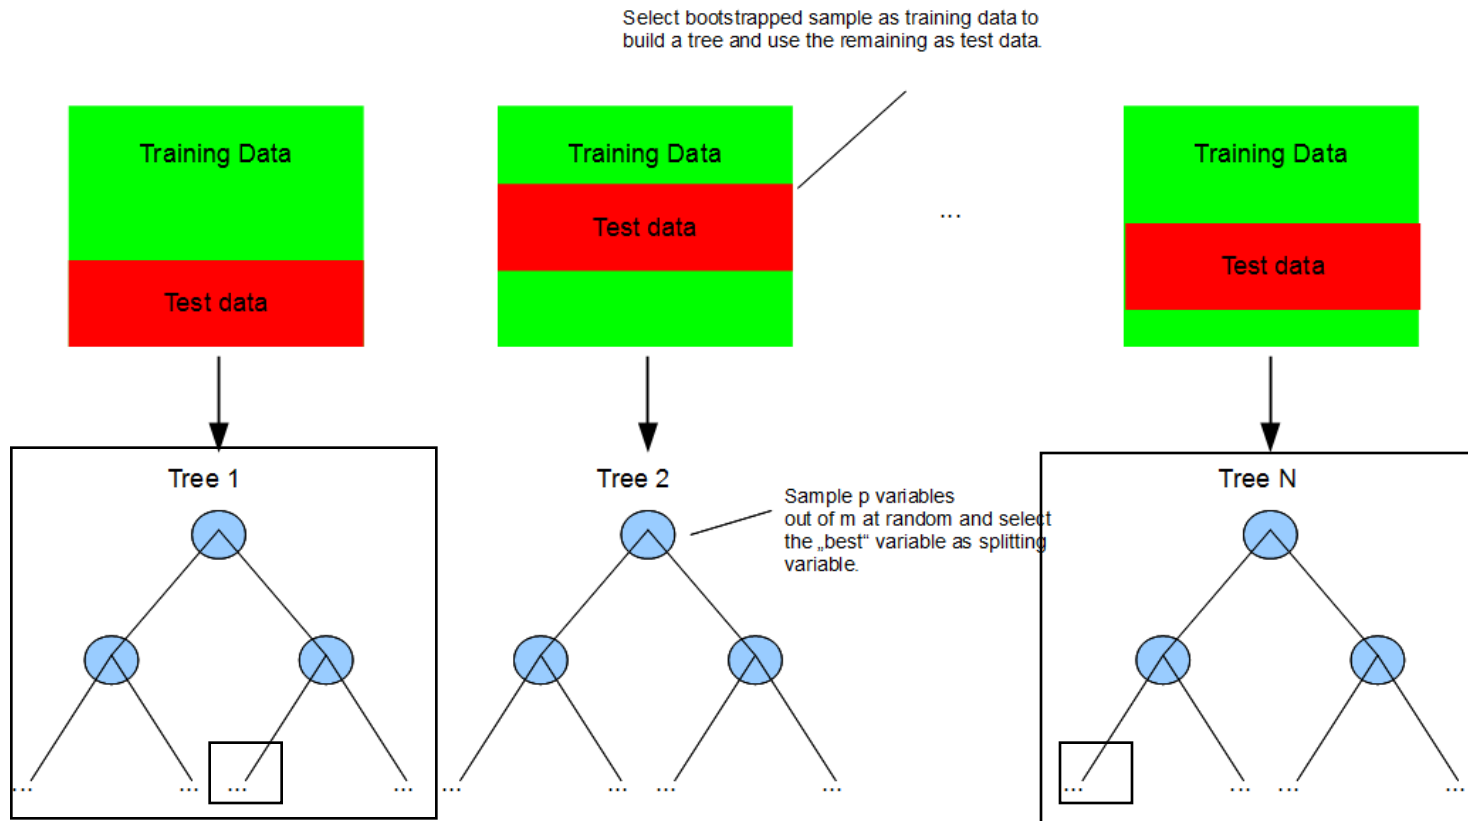 Select bootstrapped sample as training data to
build a tree and use the remaining as test data.
Training Data
Test data
Training Data
Test data
...
Training Data
Test data
Tree 1
Tree 2
Tree N
Sample p variables
out of m at random and select
the „best“ variable as splitting
variable.
... ... ... ...
... ... ... ...
... ... ... ...